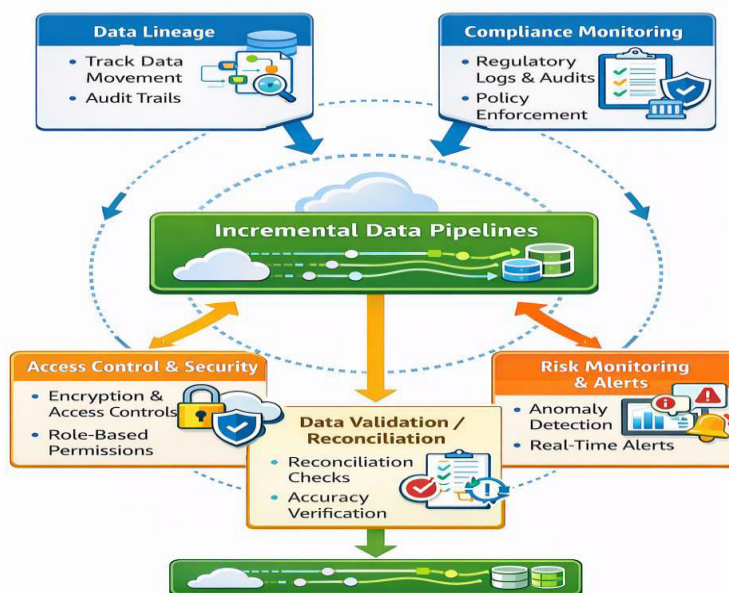 Data Lineage
• Track Data
Movement
• Audit Trails
Compliance Monitoring
• Regulatory
Logs & Audits
• Policy
Enforcement
Incremental Data Pipelines
Access Control & Security
• Encryption &
Access Controls
• Role-Based
Permissions
Data Validation /
Reconciliation
• Reconciliation
Checks
• Accuracy
Verification
Risk Monitoring
& Alerts
• Anomaly
Detection
• Real-Time Alerts